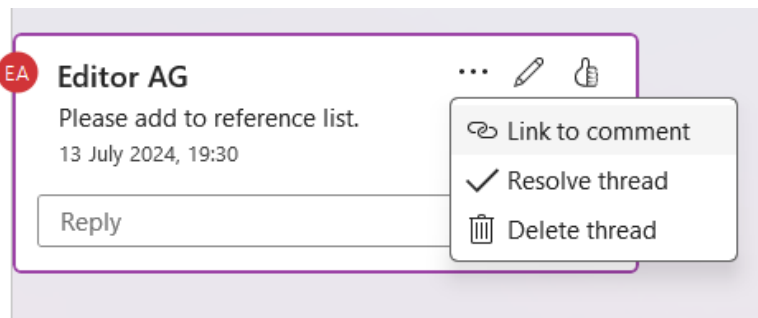 EA
Editor AG
Please add to reference list.
13 July 2024, 19:30
Reply
Link to comment
Resolve thread
Delete thread